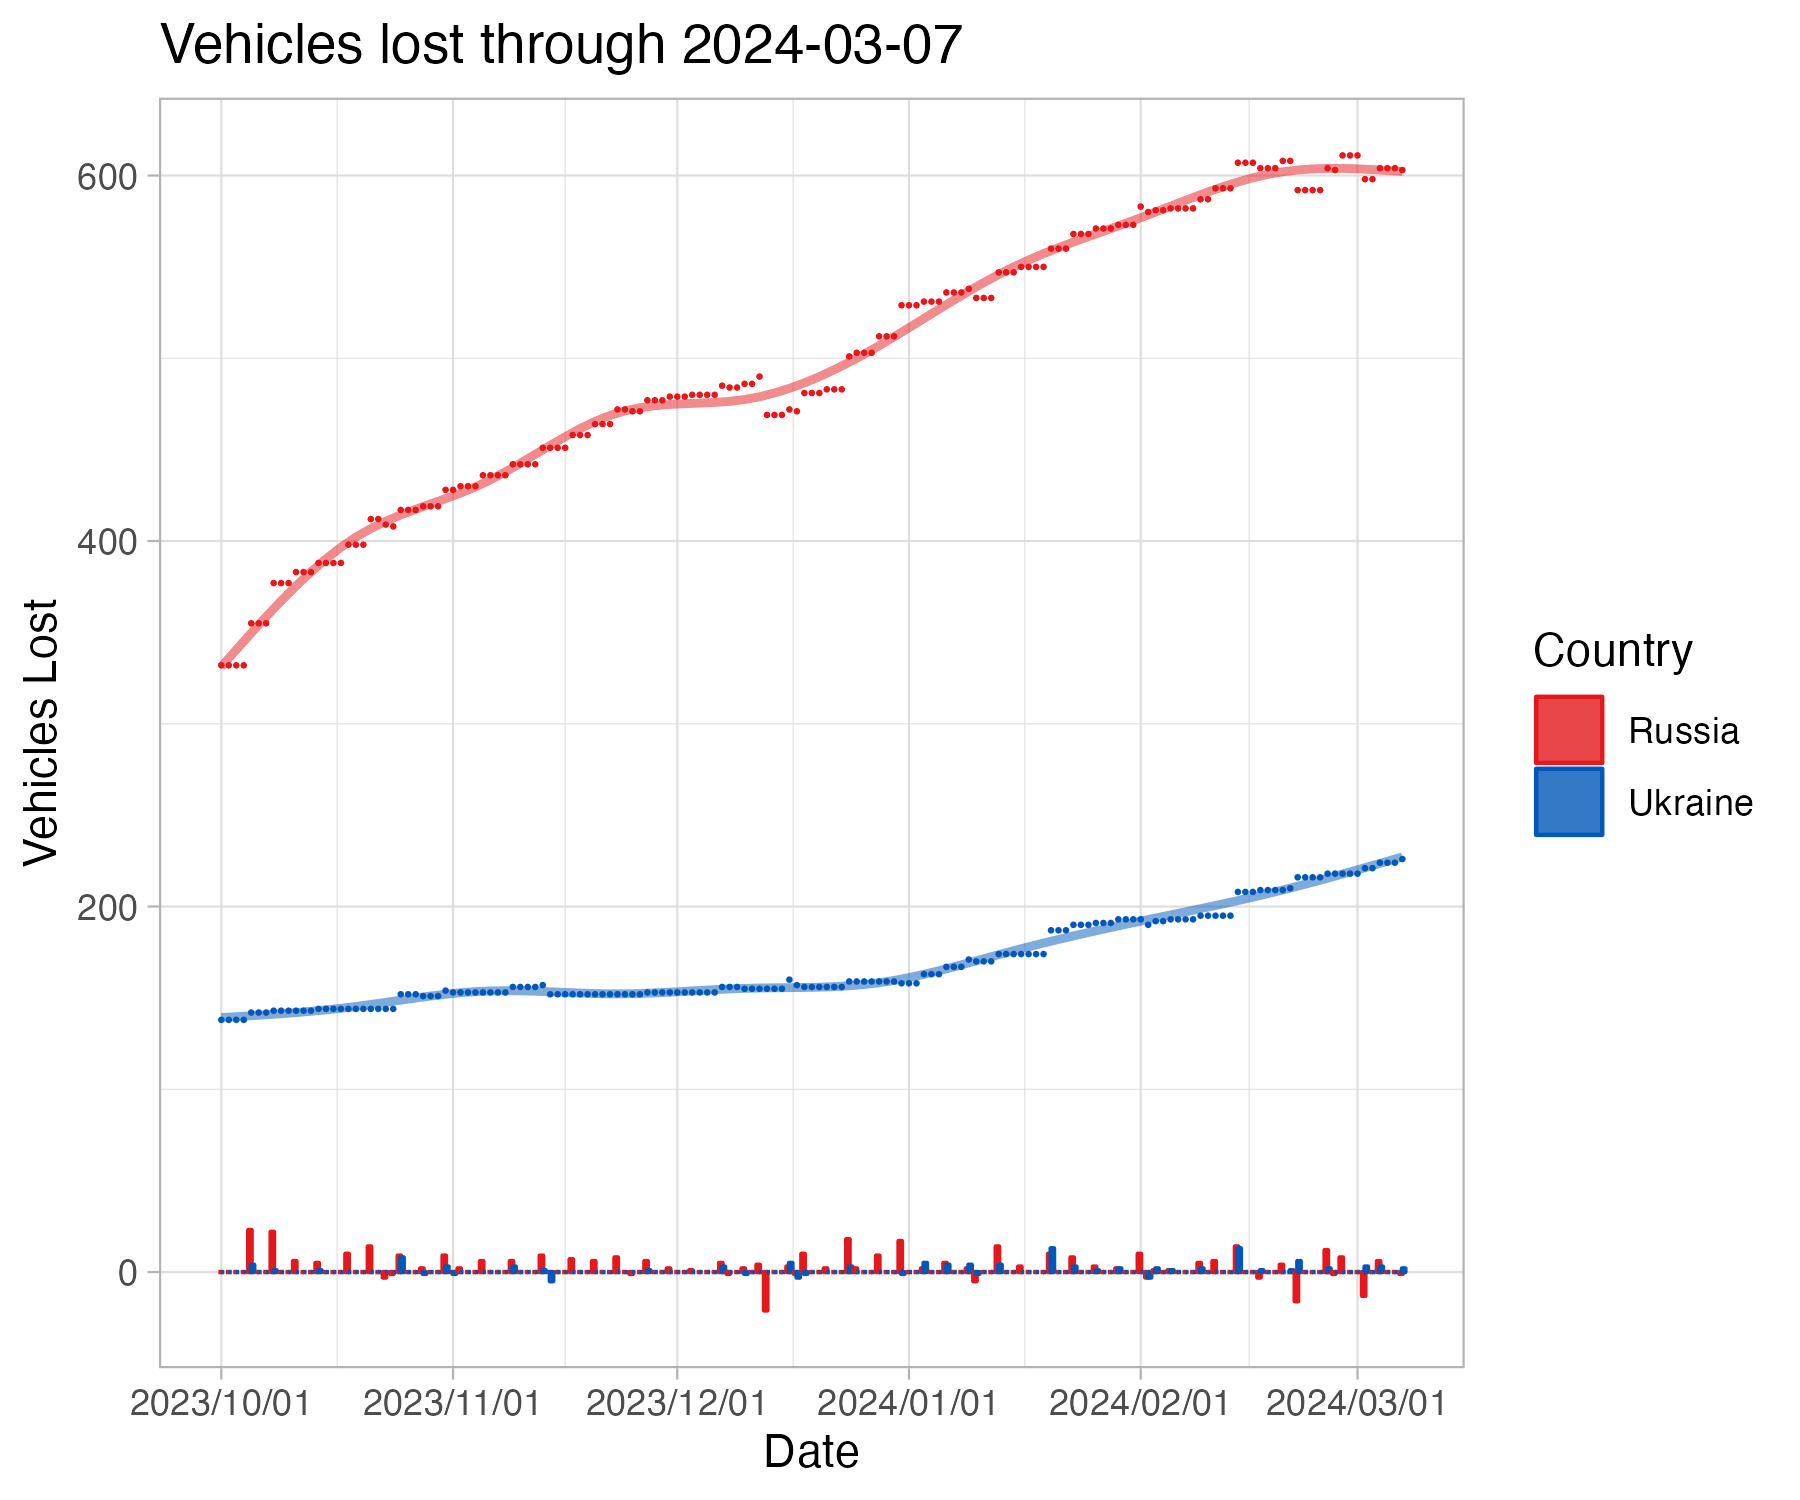 Vehicles lost through 2024-03-07
Vehicles Lost
600
400
200
0
2023/10/01 2023/11/01 2023/12/01 2024/01/01 2024/02/01 2024/03/01
Date
Country
Russia
Ukraine